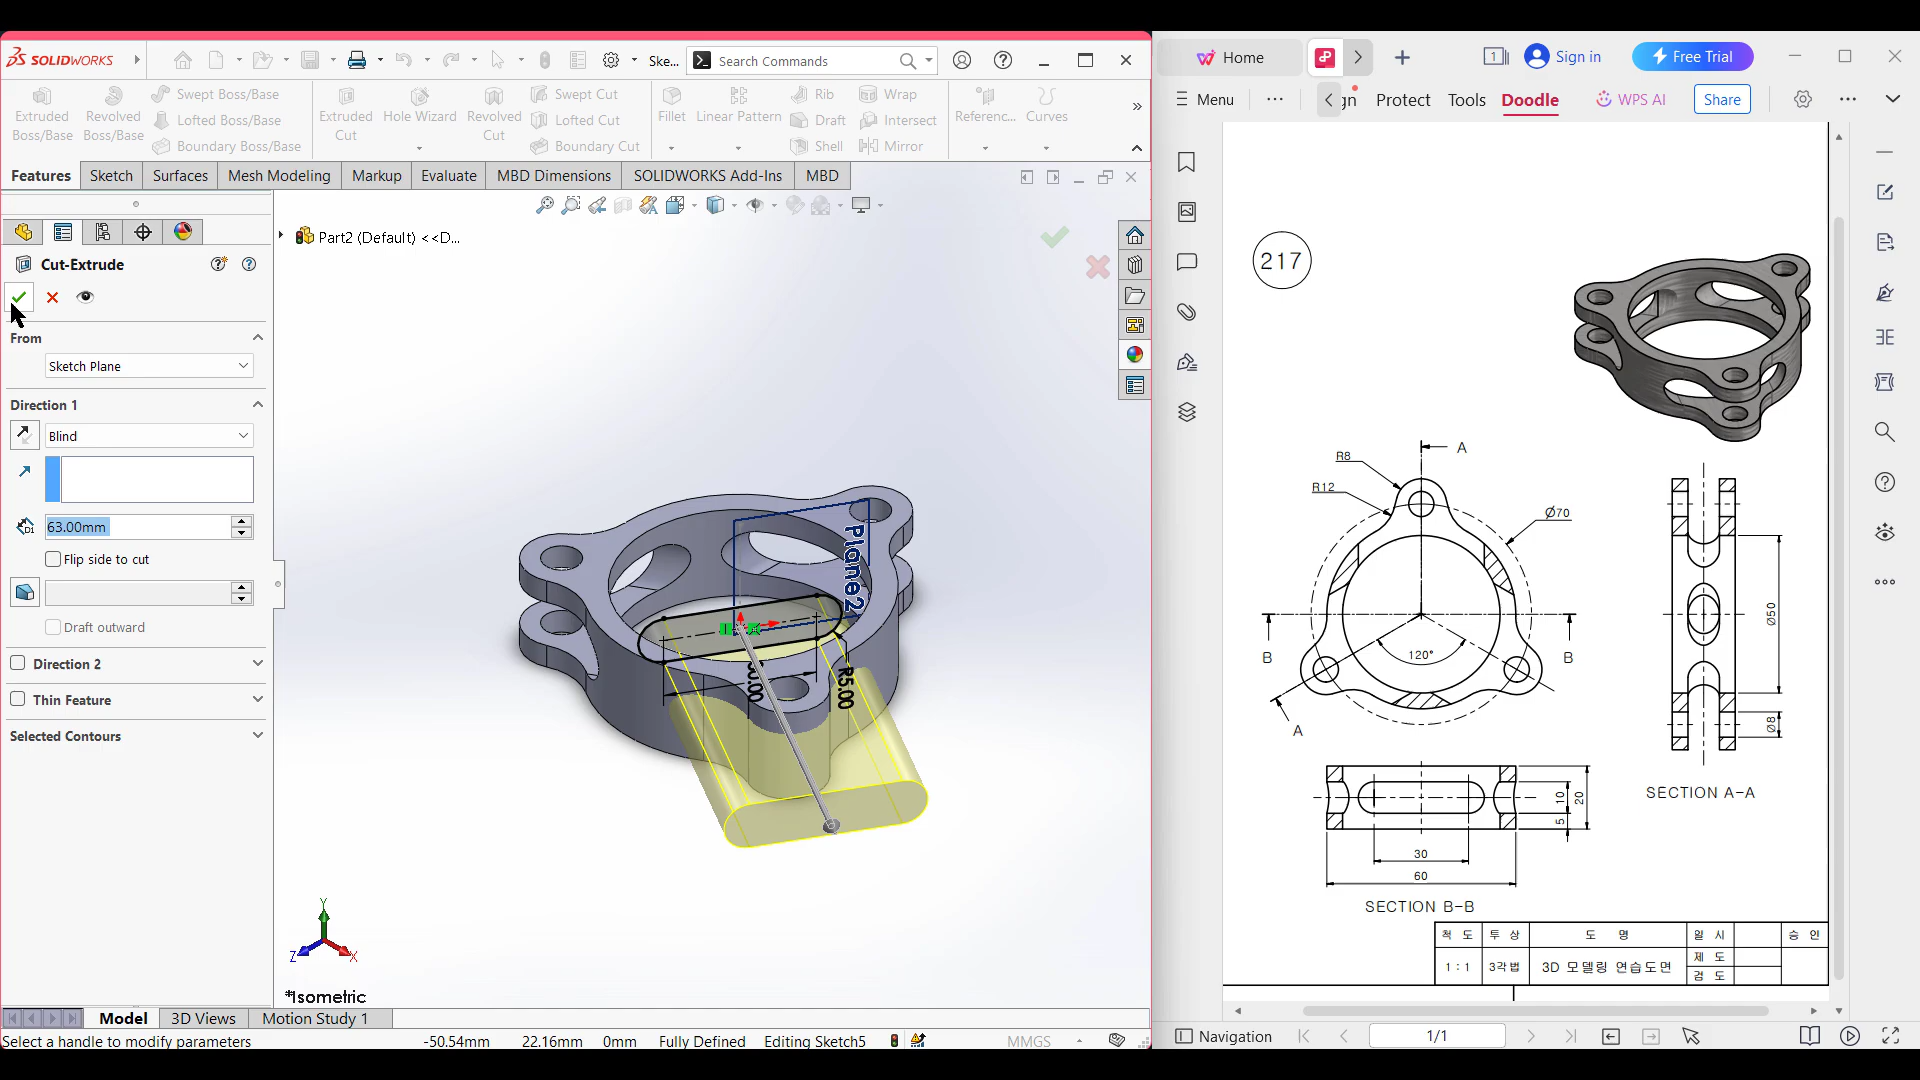 SOLIDWORKS
Ske...
Search Commands
Extruded Boss/Base
Revolved Boss/Base
Swept Boss/Base
Lofted Boss/Base
Boundary Boss/Base
Extruded Cut
Hole Wizard
Revolved Cut
Swept Cut
Lofted Cut
Boundary Cut
Fillet
Linear Pattern
Rib
Draft
Shell
Wrap
Intersect
Mirror
Referenc...
Curves
Features
Sketch
Surfaces
Mesh Modeling
Markup
Evaluate
MBD Dimensions
SOLIDWORKS Add-Ins
MBD
Part2 (Default) <<D...
Cut-Extrude
From
Sketch Plane
Direction 1
Blind
D1
63.00mm
Flip side to cut
Draft outward
Direction 2
Thin Feature
Selected Contours
Plane2
R5.00
Y
Z
X
*Isometric
Model
3D Views
Motion Study 1
Select a handle to modify parameters
-50.54mm
22.16mm
0mm
Fully Defined
Editing Sketch5
MMGS
Home
1
Sign in
Free Trial
Menu
gn
Protect
Tools
Doodle
WPS AI
Share
217
A
R8
R12
Ø70
120°
B
B
A
Ø50
Ø8
SECTION A-A
10
20
5
30
60
SECTION B-B
척 도
투 상
도 명
일 시
승 인
1 : 1
3각법
3D 모델링 연습도면
제 도
검 도
Navigation
1/1